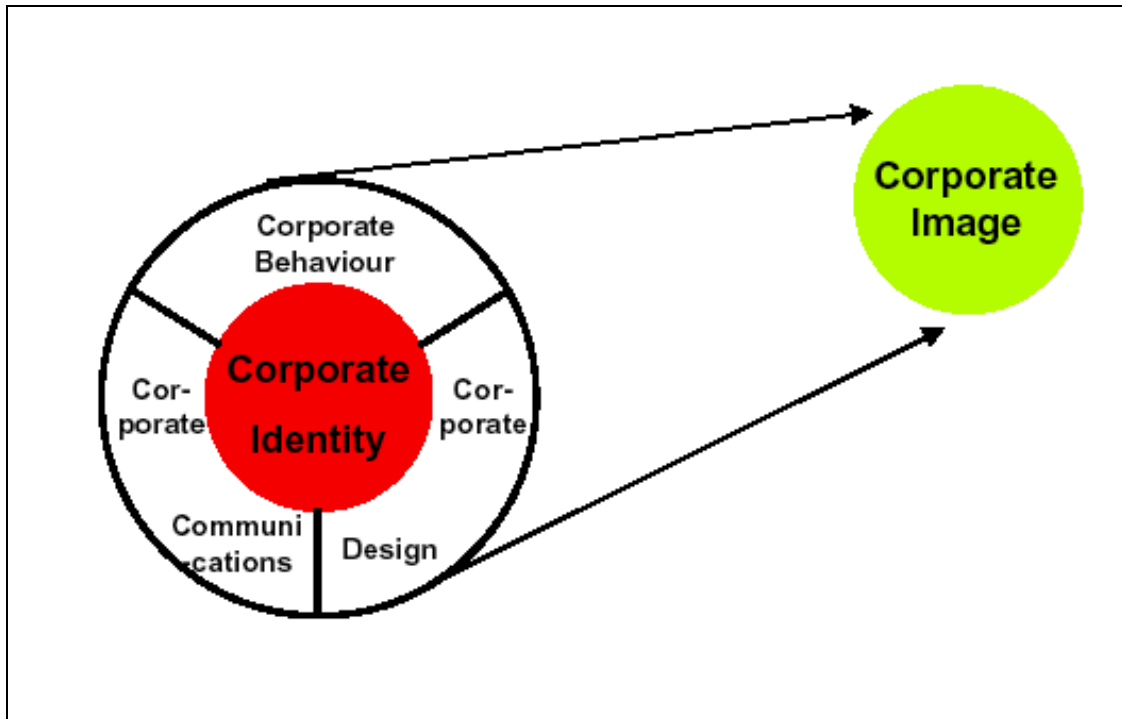 Corporate
Image
Corporate
Behaviour
Corporate
Identity
Cor-
porate
Communi
-cations
Cor-
porate
Design